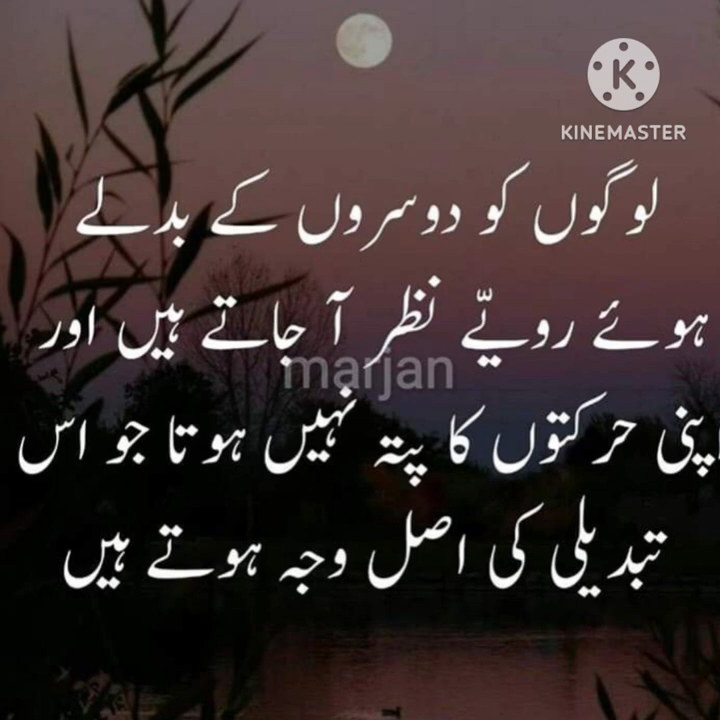 KINEMASTER
لوگوں کو دوسروں کے بدلے
ہوئے رویّے نظر آ جاتے ہیں اور
marjan
اپنی حرکتوں کا پتہ نہیں ہوتا جو اس
تبدیلی کی اصل وجہ ہوتے ہیں